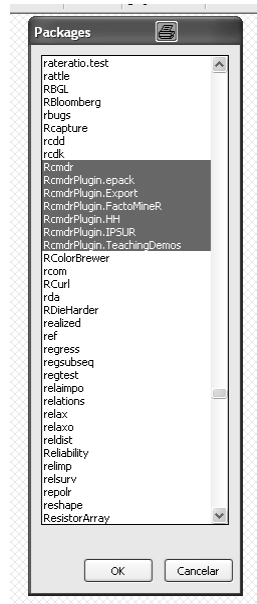 Packages
rateratio.test
rattle
RBGL
RBloomberg
rbugs
Rcapture
rcdd
rcdk
Rcmdr
RcmdrPlugin.epack
RcmdrPlugin.Export
RcmdrPlugin.FactoMineR
RcmdrPlugin.HH
RcmdrPlugin.IPSUR
RcmdrPlugin.TeachingDemos
RColorBrewer
rcom
RCurl
rda
RDieHarder
realized
ref
regress
regsubseq
regtest
relaimpo
relations
relax
relaxo
reldist
Reliability
relimp
relsurv
repolr
reshape
ResistorArray
OK
Cancelar